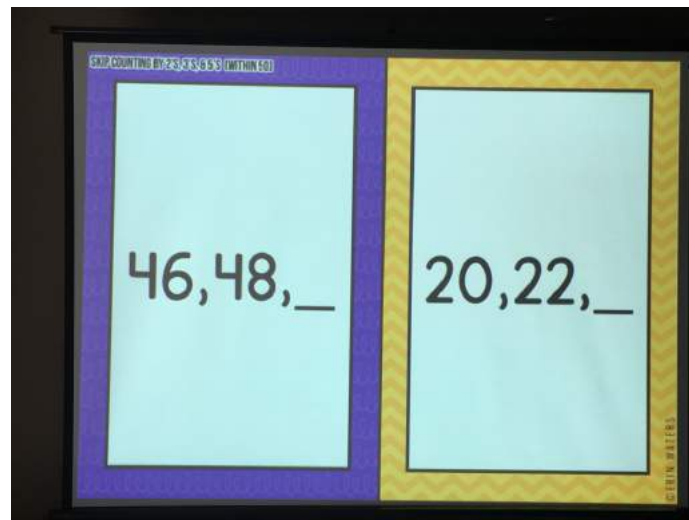 SKIP COUNTING BY 2'S, 3'S, & 5'S (WITHIN 50)
46,48,_
20,22,_
©ERIN WATERS